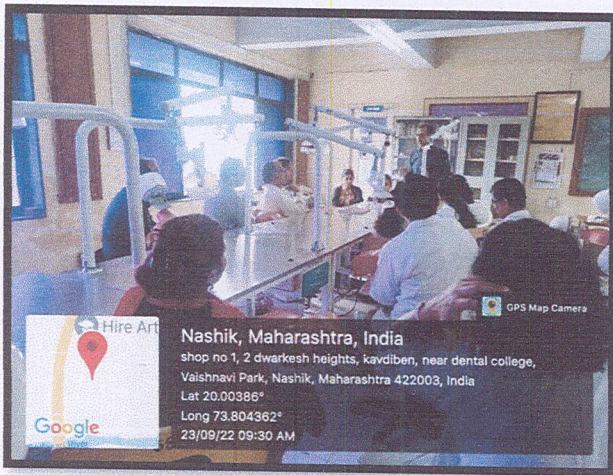 GPS Map Camera
Hire Art
Google
Nashik, Maharashtra, India
shop no 1, 2 dwarkesh heights, kavdiben, near dental college,
Vaishnavi Park, Nashik, Maharashtra 422003, India
Lat 20.00386°
Long 73.804362°
23/09/22 09:30 AM